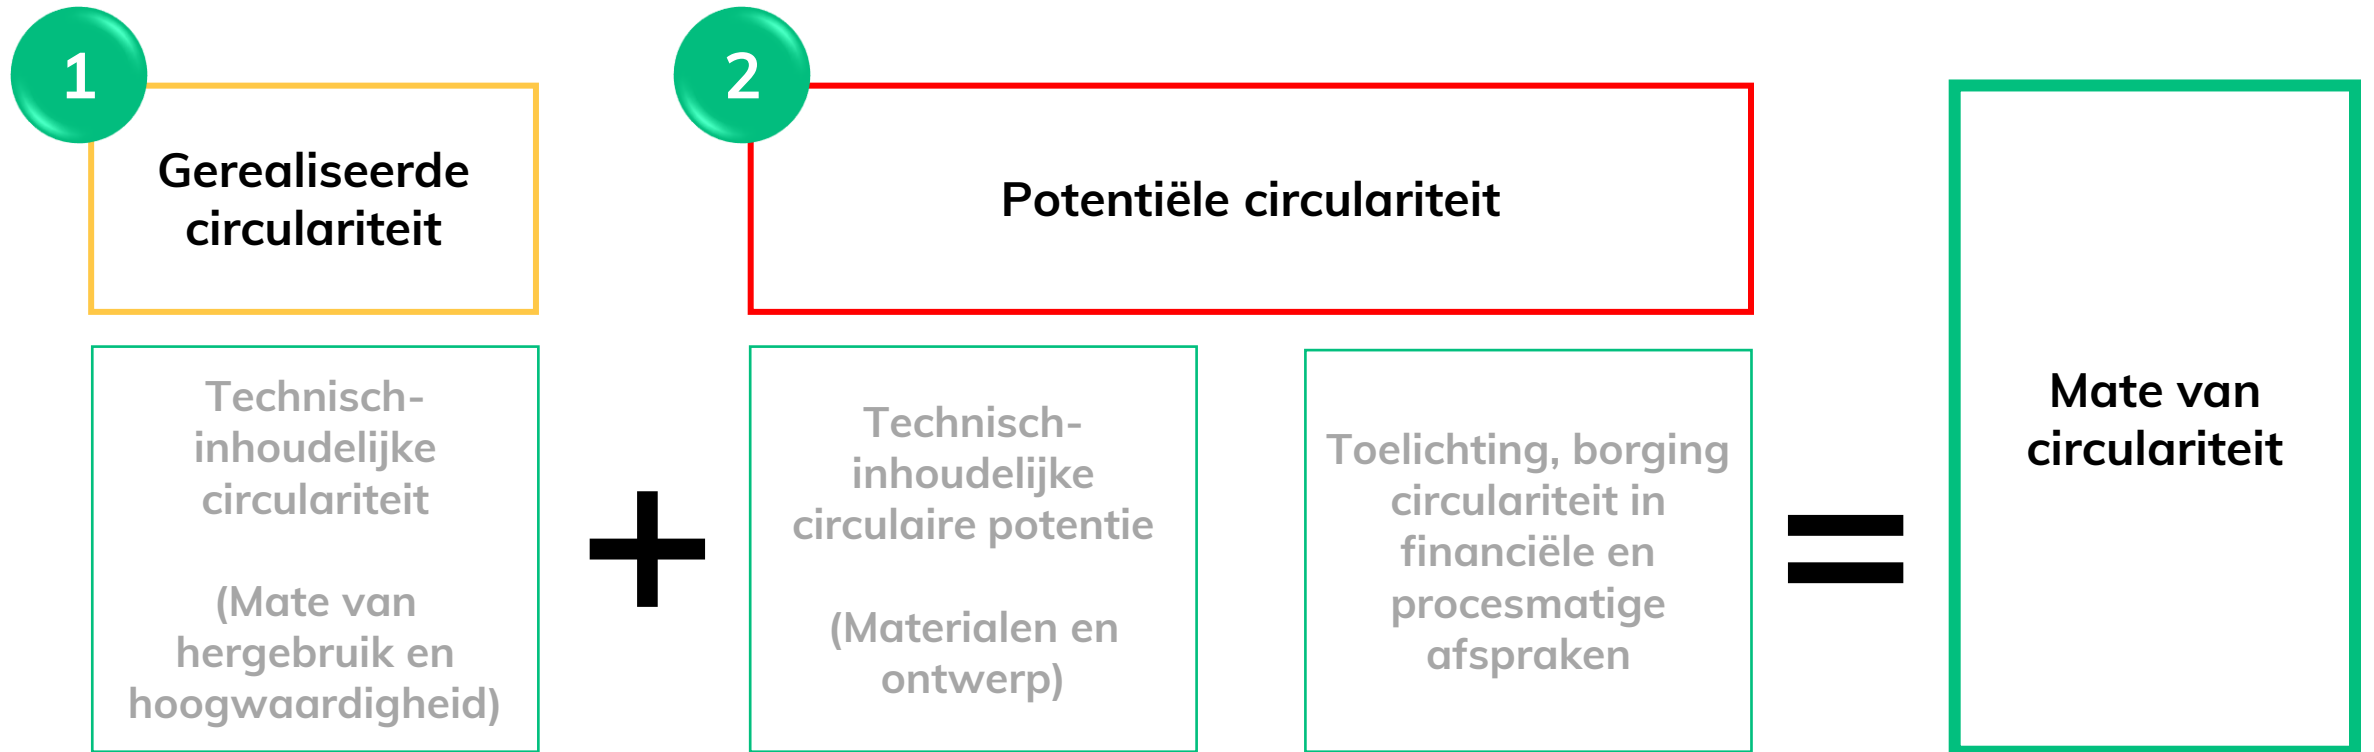 1
Gerealiseerde
circulariteit
2
Potentiële circulariteit
Technisch-
inhoudelijke
circulariteit
(Mate van
hergebruik en
hoogwaardigheid)
+
Technisch-
inhoudelijke
circulaire potentie
(Materialen en
ontwerp)
Toelichting, borging
circulariteit in
financiële en
procesmatige
afspraken
=
Mate van
circulariteit